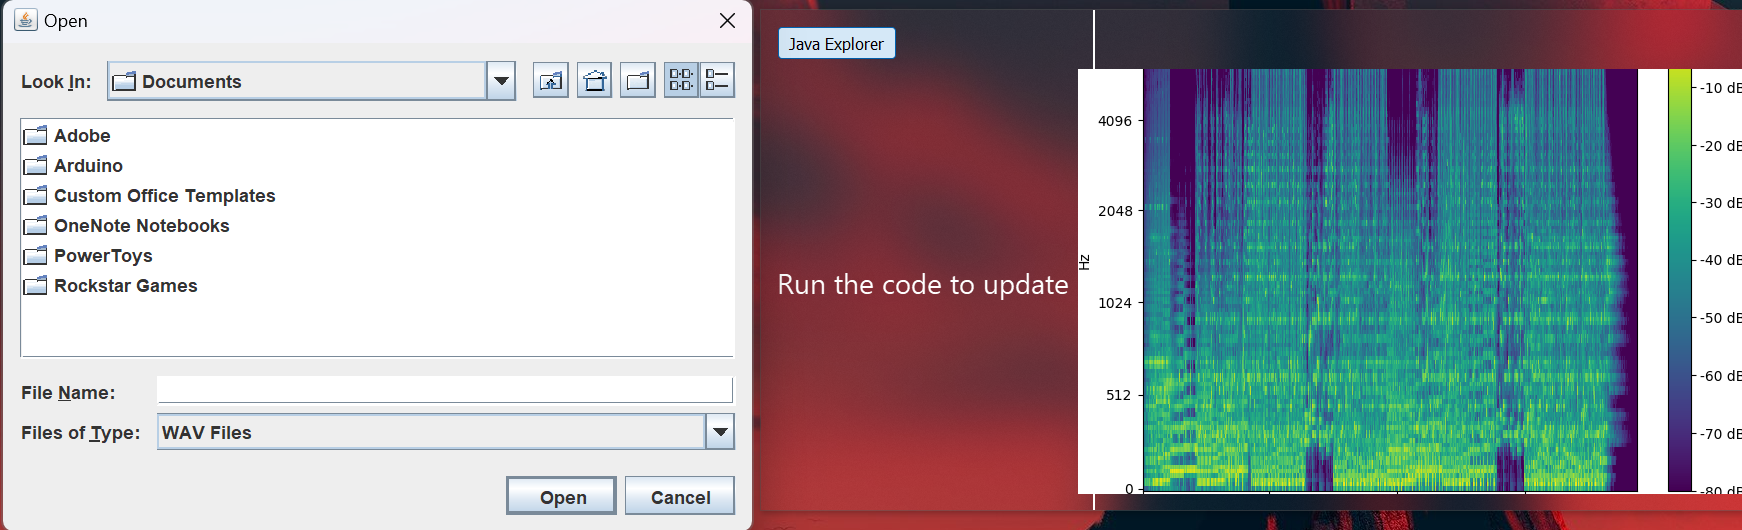 Open
Look In:
Documents
Adobe
Arduino
Custom Office Templates
OneNote Notebooks
PowerToys
Rockstar Games
File Name:
Files of Type:
WAV Files
Open
Cancel
Java Explorer
Run the code to update
Hz
4096
2048
1024
512
0
-10 dB
-20 dB
-30 dB
-40 dB
-50 dB
-60 dB
-70 dB
-80 dB